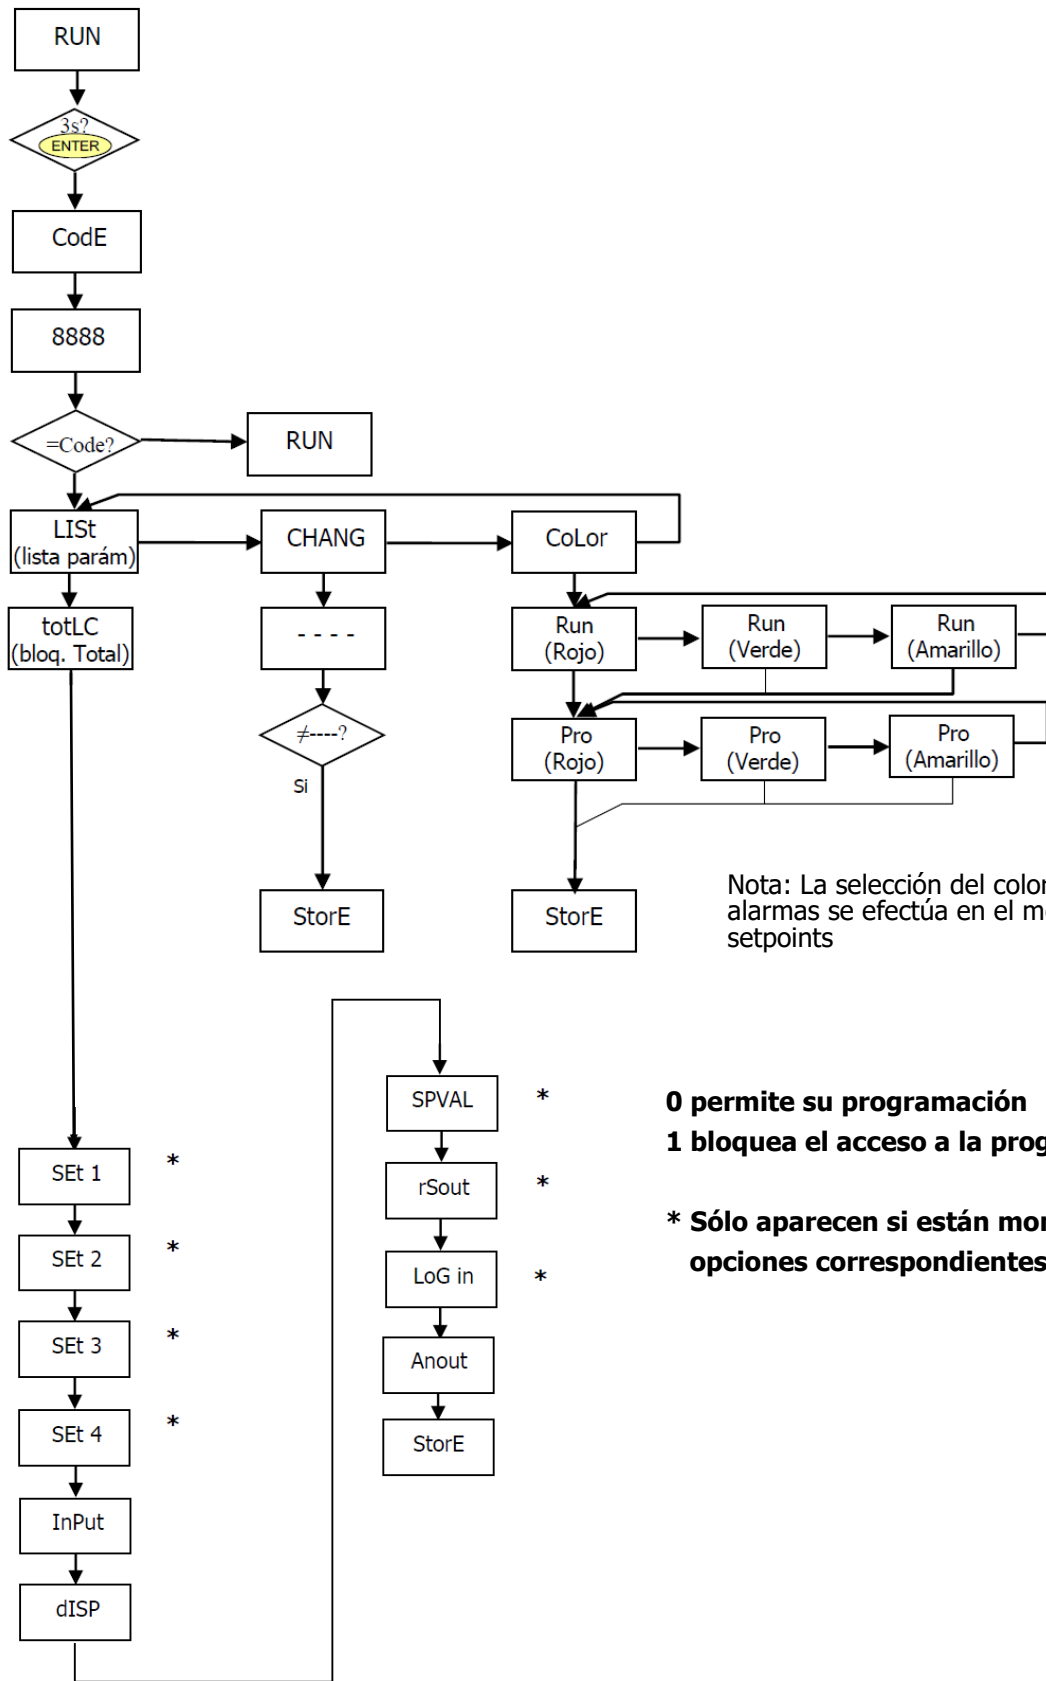 RUN
3s?
ENTER
CodE
8888
=Code?
RUN
LISt
(lista parám)
CHANG
CoLor
totLC
(bloq. Total)
- - - -
Run
(Rojo)
Run
(Verde)
Run
(Amarillo)
≠----?
Pro
(Rojo)
Pro
(Verde)
Pro
(Amarillo)
Si
StorE
StorE
Nota: La selección del color
alarmas se efectúa en el
setpoints
SPVAL *
0 permite su programación
1 bloquea el acceso a la
SEt 1 *
rSout *
* Sólo aparecen si están
opciones correspondientes
SEt 2 *
LoG in *
SEt 3 *
Anout
SEt 4 *
StorE
InPut
dISP